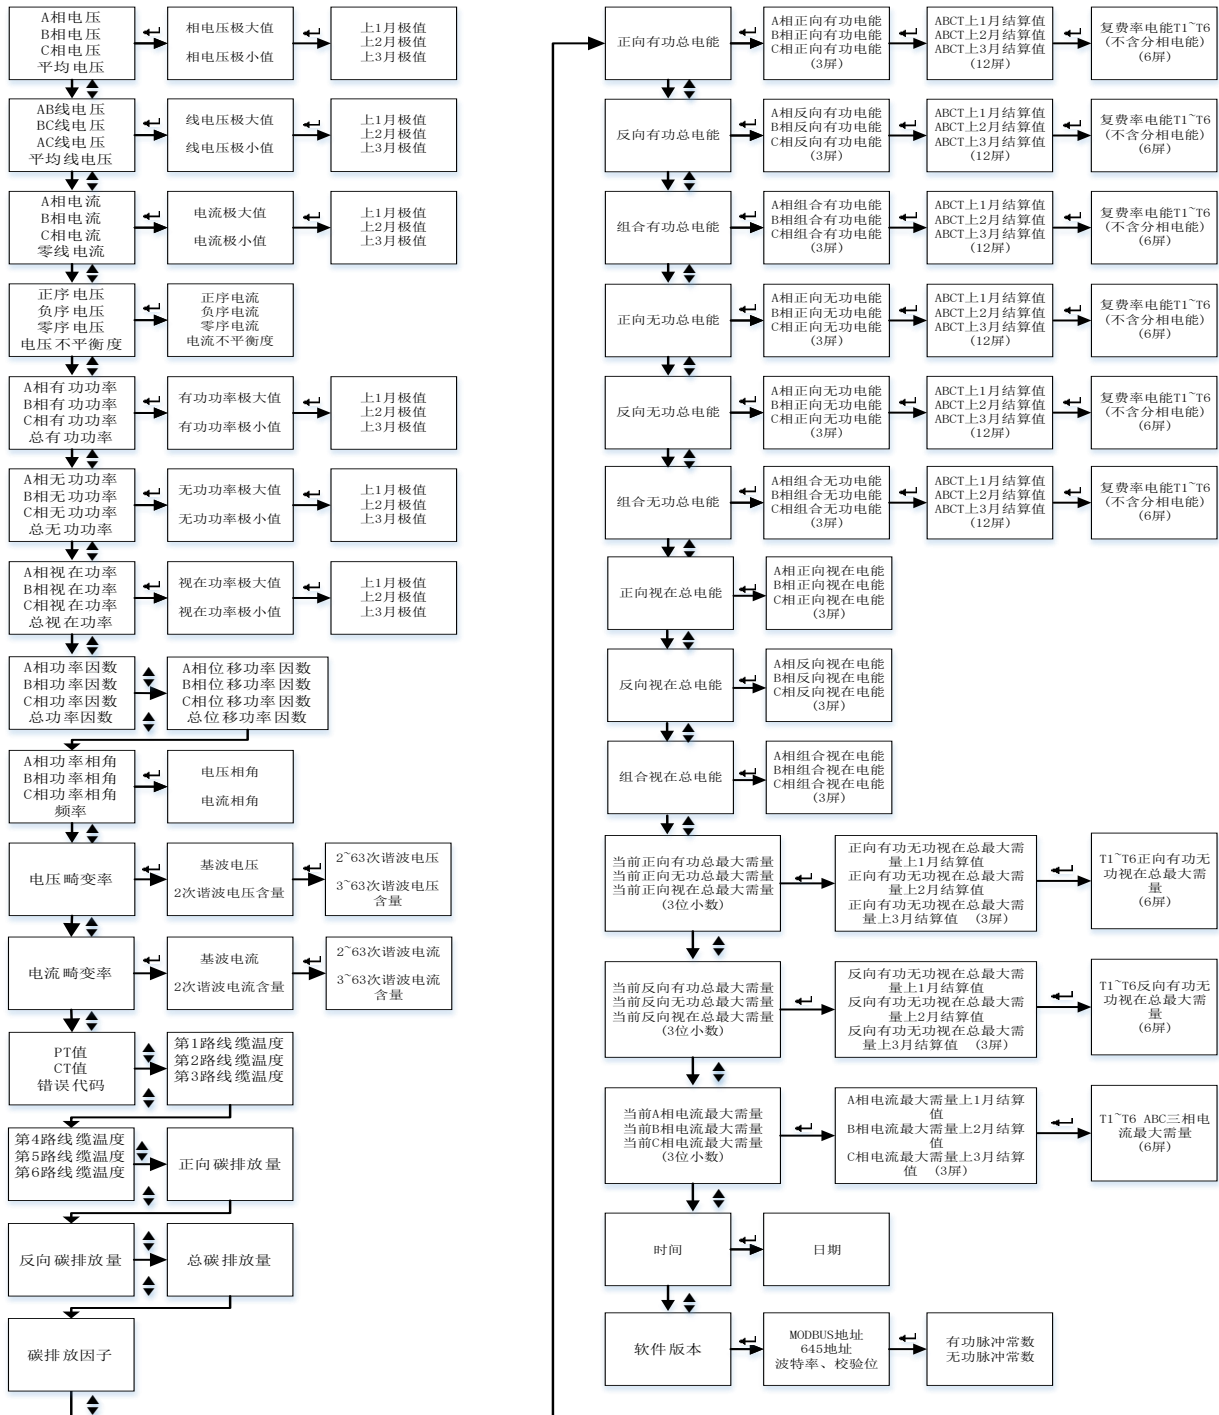 A相电压
B相电压
C相电压
平均电压
相电压极大值
相电压极小值
上1月极值
上2月极值
上3月极值
AB线电压
BC线电压
AC线电压
平均线电压
线电压极大值
线电压极小值
上1月极值
上2月极值
上3月极值
A相电流
B相电流
C相电流
零线电流
电流极大值
电流极小值
上1月极值
上2月极值
上3月极值
正序电压
负序电压
零序电压
电压不平衡度
正序电流
负序电流
零序电流
电流不平衡度
A相有功功率
B相有功功率
C相有功功率
总有功功率
有功功率极大值
有功功率极小值
上1月极值
上2月极值
上3月极值
A相无功功率
B相无功功率
C相无功功率
总无功功率
无功功率极大值
无功功率极小值
上1月极值
上2月极值
上3月极值
A相视在功率
B相视在功率
C相视在功率
总视在功率
视在功率极大值
视在功率极小值
上1月极值
上2月极值
上3月极值
A相功率因数
B相功率因数
C相功率因数
总功率因数
A相位移功率因数
B相位移功率因数
C相位移功率因数
总位移功率因数
A相功率相角
B相功率相角
C相功率相角
频率
电压相角
电流相角
电压畸变率
基波电压
2次谐波电压含量
2~63次谐波电压
3~63次谐波电压
含量
电流畸变率
基波电流
2次谐波电流含量
2~63次谐波电流
3~63次谐波电流
含量
PT值
CT值
错误代码
第1路线缆温度
第2路线缆温度
第3路线缆温度
第4路线缆温度
第5路线缆温度
第6路线缆温度
正向碳排放量
反向碳排放量
总碳排放量
碳排放因子
正向有功总电能
A相正向有功电能
B相正向有功电能
C相正向有功电能
(3屏)
ABCT上1月结算值
ABCT上2月结算值
ABCT上3月结算值
(12屏)
复费率电能T1~T6
(不含分相电能)
(6屏)
反向有功总电能
A相反向有功电能
B相反向有功电能
C相反向有功电能
(3屏)
ABCT上1月结算值
ABCT上2月结算值
ABCT上3月结算值
(12屏)
复费率电能T1~T6
(不含分相电能)
(6屏)
组合有功总电能
A相组合有功电能
B相组合有功电能
C相组合有功电能
(3屏)
ABCT上1月结算值
ABCT上2月结算值
ABCT上3月结算值
(12屏)
复费率电能T1~T6
(不含分相电能)
(6屏)
正向无功总电能
A相正向无功电能
B相正向无功电能
C相正向无功电能
(3屏)
ABCT上1月结算值
ABCT上2月结算值
ABCT上3月结算值
(12屏)
复费率电能T1~T6
(不含分相电能)
(6屏)
反向无功总电能
A相正向无功电能
B相正向无功电能
C相正向无功电能
(3屏)
ABCT上1月结算值
ABCT上2月结算值
ABCT上3月结算值
(12屏)
复费率电能T1~T6
(不含分相电能)
(6屏)
组合无功总电能
A相组合无功电能
B相组合无功电能
C相组合无功电能
(3屏)
ABCT上1月结算值
ABCT上2月结算值
ABCT上3月结算值
(12屏)
复费率电能T1~T6
(不含分相电能)
(6屏)
正向视在总电能
A相正向视在电能
B相正向视在电能
C相正向视在电能
(3屏)
反向视在总电能
A相反向视在电能
B相反向视在电能
C相反向视在电能
(3屏)
组合视在总电能
A相组合视在电能
B相组合视在电能
C相组合视在电能
(3屏)
当前正向有功总最大需量
当前正向无功总最大需量
当前正向视在总最大需量
(3位小数)
正向有功无功视在总最大需
量上1月结算值
正向有功无功视在总最大需
量上2月结算值
正向有功无功视在总最大需
量上3月结算值 (3屏)
T1~T6正向有功无
功视在总最大需
量
(6屏)
当前反向有功总最大需量
当前反向无功总最大需量
当前反向视在总最大需量
(3位小数)
反向有功无功视在总最大需
量上1月结算值
反向有功无功视在总最大需
量上2月结算值
反向有功无功视在总最大需
量上3月结算值 (3屏)
T1~T6反向有功无
功视在总最大需
量
(6屏)
当前A相电流最大需量
当前B相电流最大需量
当前C相电流最大需量
(3位小数)
A相电流最大需量上1月结算
值
B相电流最大需量上2月结算
值
C相电流最大需量上3月结算
值 (3屏)
T1~T6 ABC三相电
流最大需量
(6屏)
时间
日期
软件版本
MODBUS地址
645地址
波特率、校验位
有功脉冲常数
无功脉冲常数